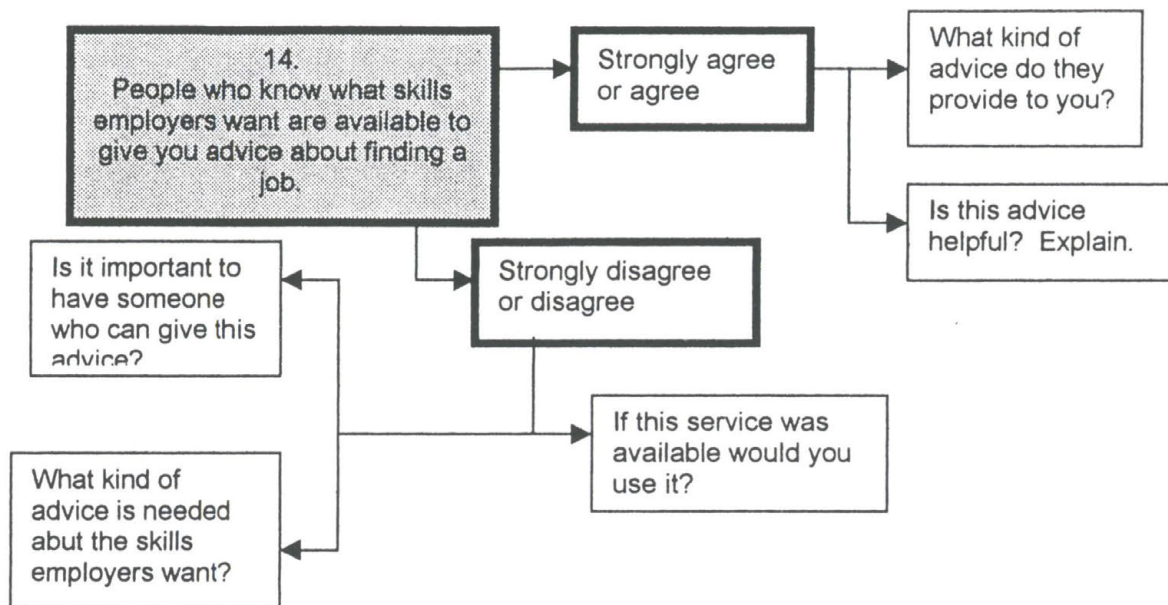 14.
People who know what skills
employers want are available to
give you advice about finding a
job.
Strongly agree
or agree
What kind of
advice do they
provide to you?
Is this advice
helpful? Explain.
Strongly disagree
or disagree
Is it important to
have someone
who can give this
advice?
If this service was
available would you
use it?
What kind of
advice is needed
abut the skills
employers want?